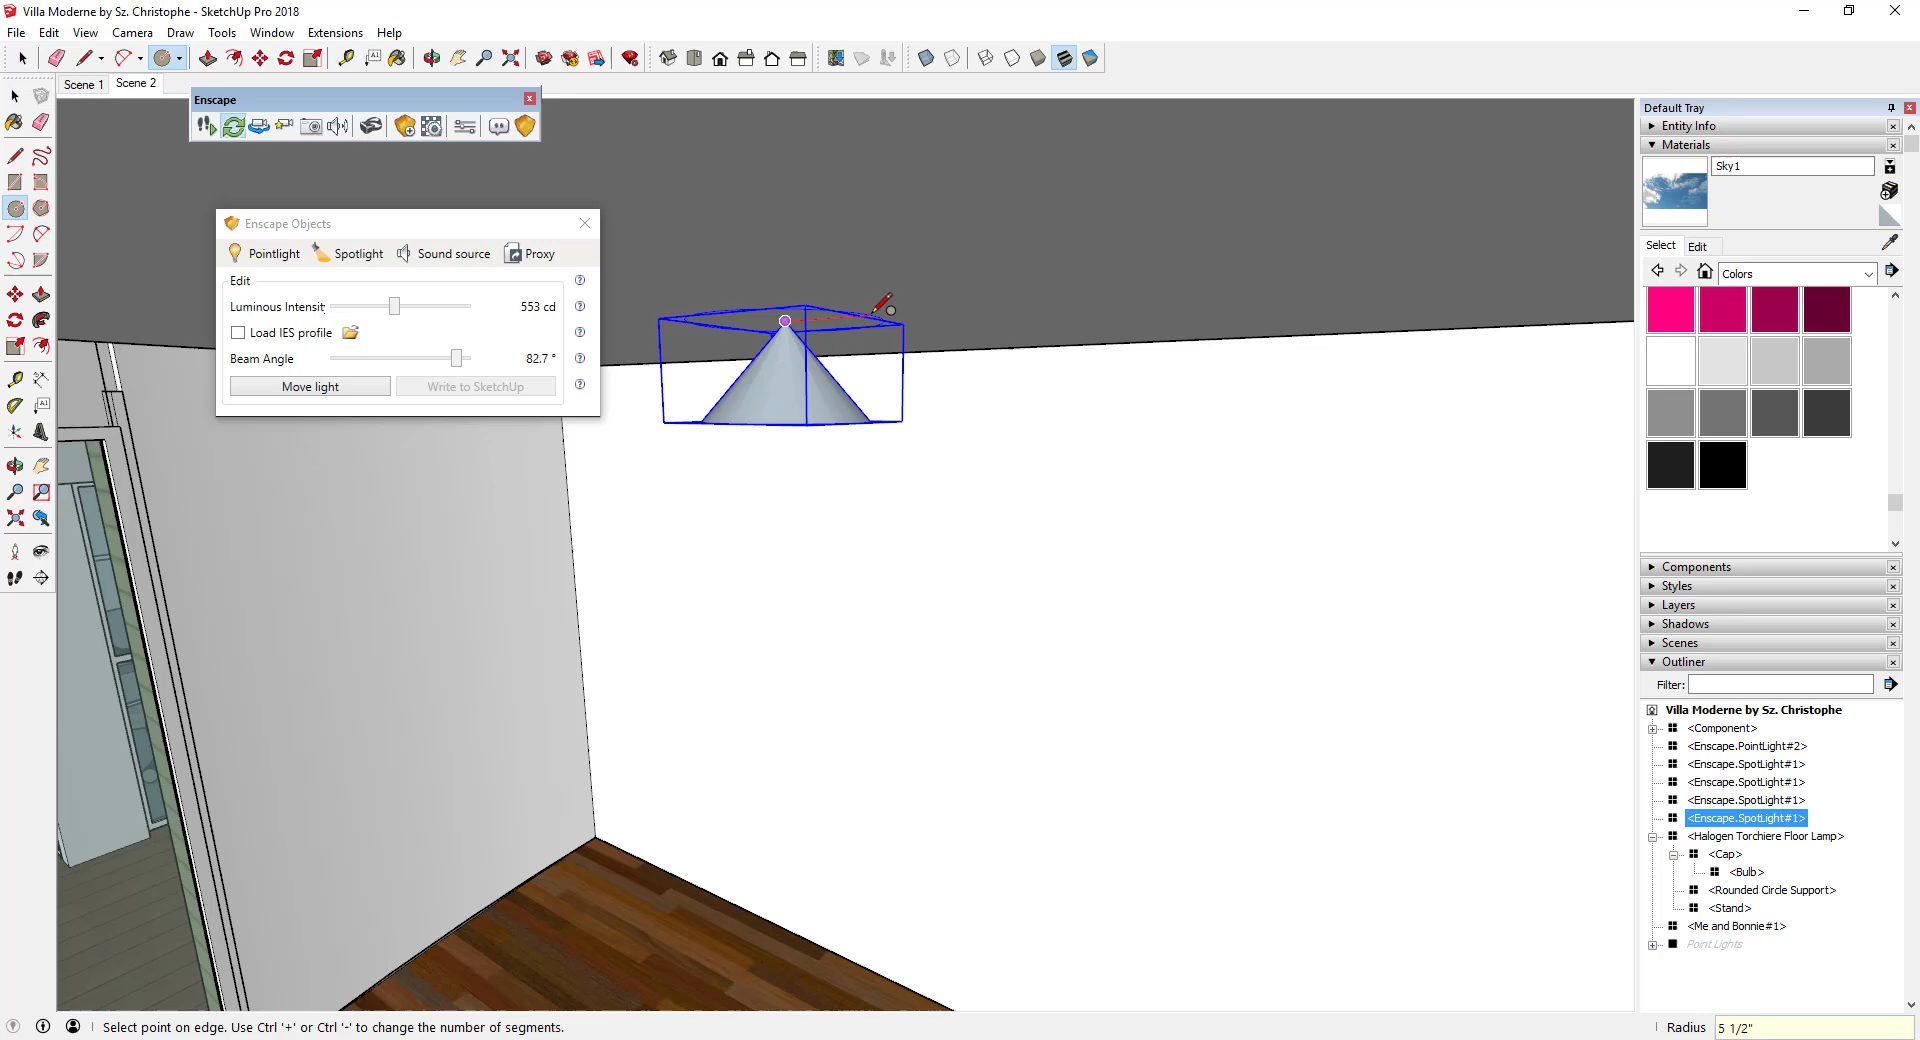 Villa Moderne by Sz. Christophe - SketchUp Pro 2018
File Edit View Camera Draw Tools Window Extensions Help
Scene 1 Scene 2
Enscape
Enscape Objects
Pointlight Spotlight Sound source Proxy
Edit
Luminous Intensit 553 cd
Load IES profile
Beam Angle 82.7 °
Move light Write to SketchUp
Default Tray
Entity Info
Materials
Sky1
Select Edit
Colors
Components
Styles
Layers
Shadows
Scenes
Outliner
Filter:
Villa Moderne by Sz. Christophe
<Component>
<Enscape.PointLight#2>
<Enscape.SpotLight#1>
<Enscape.SpotLight#1>
<Enscape.SpotLight#1>
<Enscape.SpotLight#1>
<Halogen Torchiere Floor Lamp>
<Cap>
<Bulb>
<Rounded Circle Support>
<Stand>
<Me and Bonnie#1>
Point Lights
Select point on edge. Use Ctrl '+' or Ctrl '-' to change the number of segments.
Radius 5 1/2"